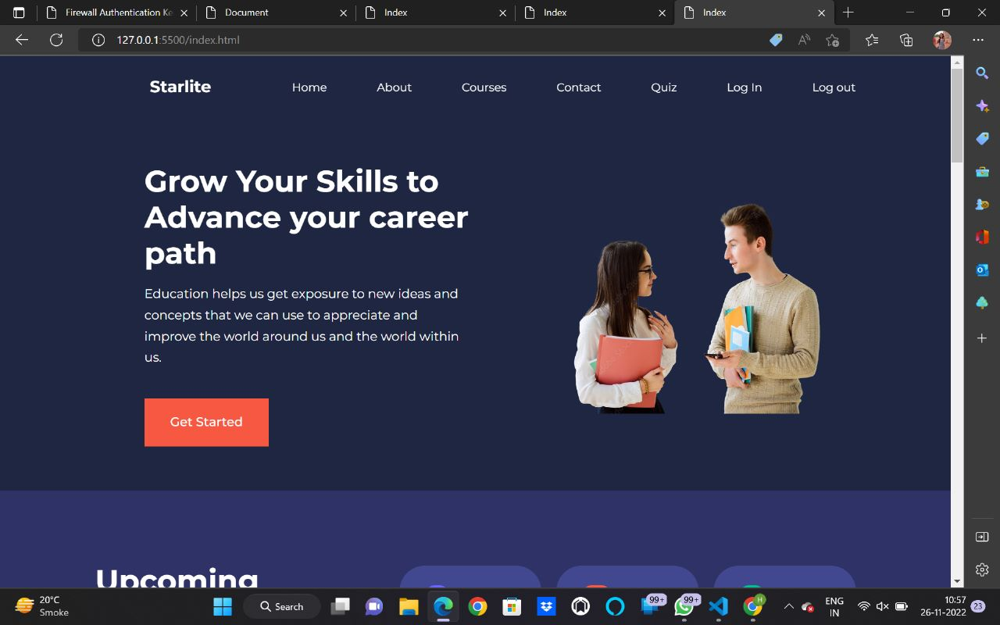 Firewall Authentication Ke
Document
Index
Index
Index
127.0.0.1:5500/index.html
Starlite
Home
About
Courses
Contact
Quiz
Log In
Log out
Grow Your Skills to
Advance your career
path
Education helps us get exposure to new ideas and
concepts that we can use to appreciate and
improve the world around us and the world within
us.
Get Started
Upcoming
20°C
Smoke
Search
99+
99+
H
ENG
IN
10:57
26-11-2022
23